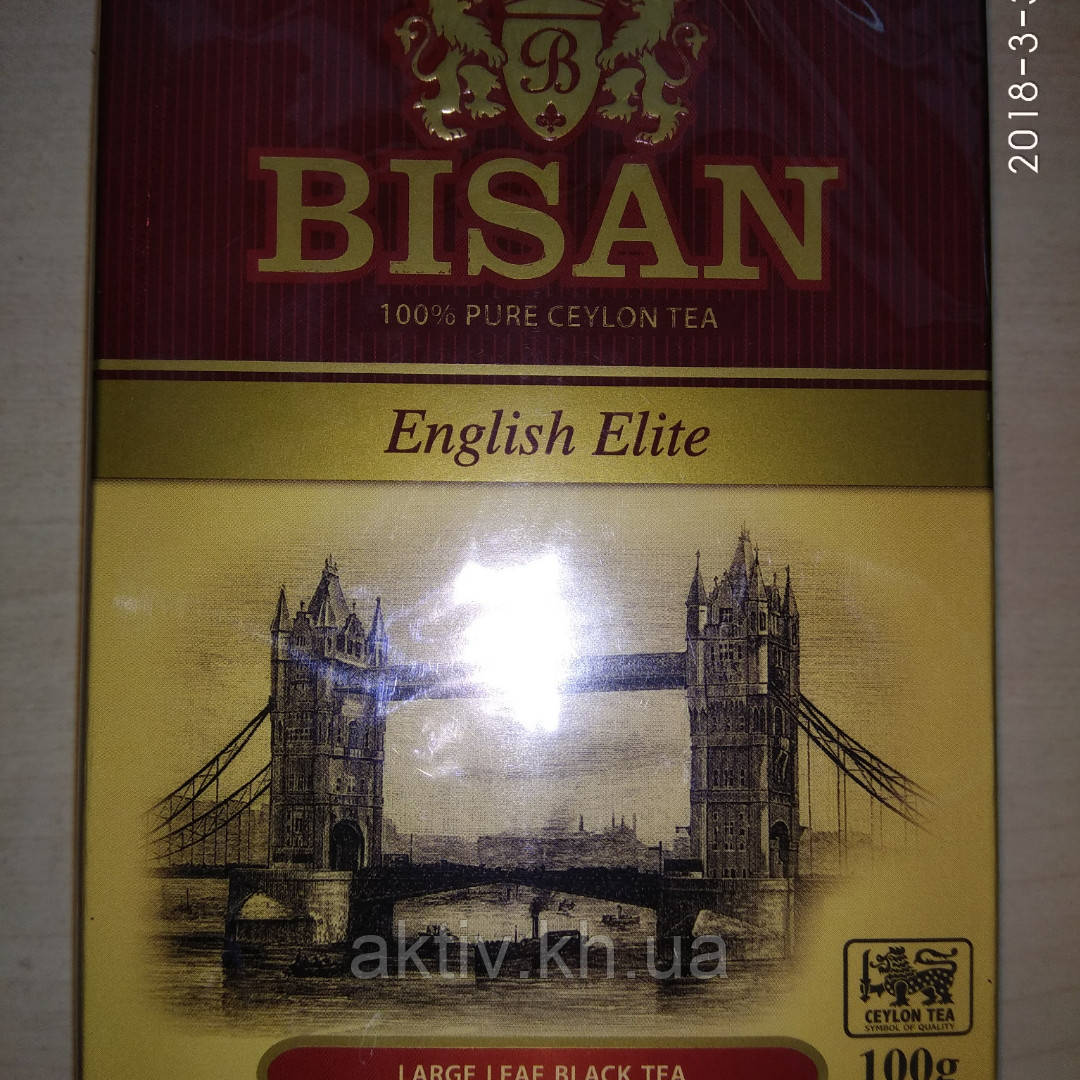 B
BISAN
100% PURE CEYLON TEA
English Elite
aktiv.kn.ua
CEYLON TEA
SYMBOL OF QUALITY
LARGE LEAF BLACK TEA
100g
2018-3-